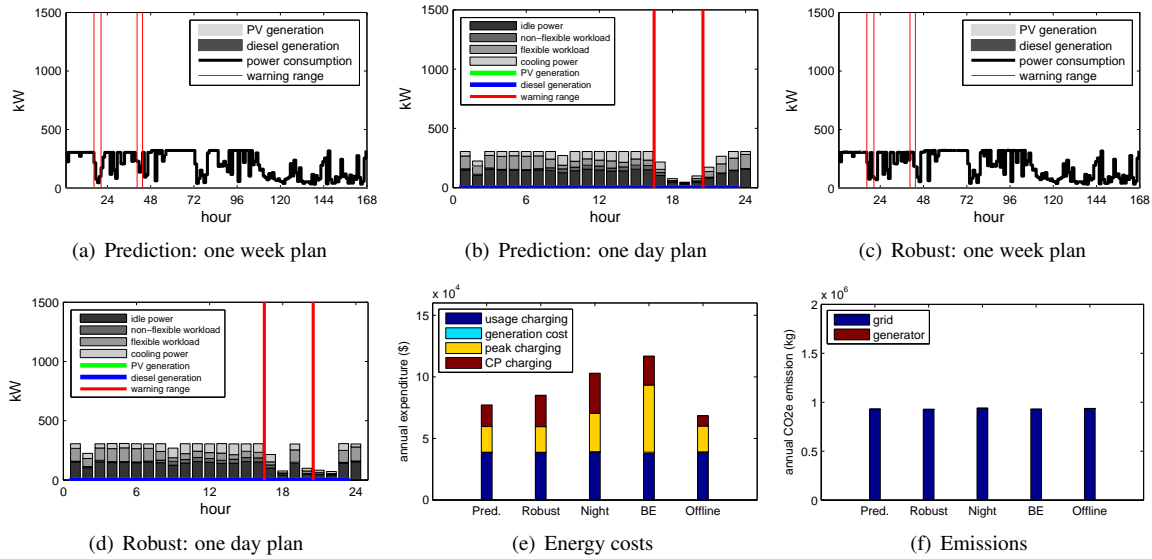 1500
1000
500
0
kW
PV generation
diesel generation
power consumption
warning range
24 48 72 96 120 144 168
hour
(a) Prediction: one week plan
1500
1000
500
0
kW
idle power
non−flexible workload
flexible workload
cooling power
PV generation
diesel generation
warning range
0 6 12 18 24
hour
(b) Prediction: one day plan
1500
1000
500
0
kW
PV generation
diesel generation
power consumption
warning range
24 48 72 96 120 144 168
hour
(c) Robust: one week plan
1500
1000
500
0
kW
idle power
non−flexible workload
flexible workload
cooling power
PV generation
diesel generation
warning range
0 6 12 18 24
hour
(d) Robust: one day plan
x 10^4
15
10
5
0
annual expenditure ($)
usage charging
generation cost
peak charging
CP charging
Pred. Robust Night BE Offline
(e) Energy costs
x 10^6
2
1.5
1
0.5
0
annual CO2e emission (kg)
grid
generator
Pred. Robust Night BE Offline
(f) Emissions